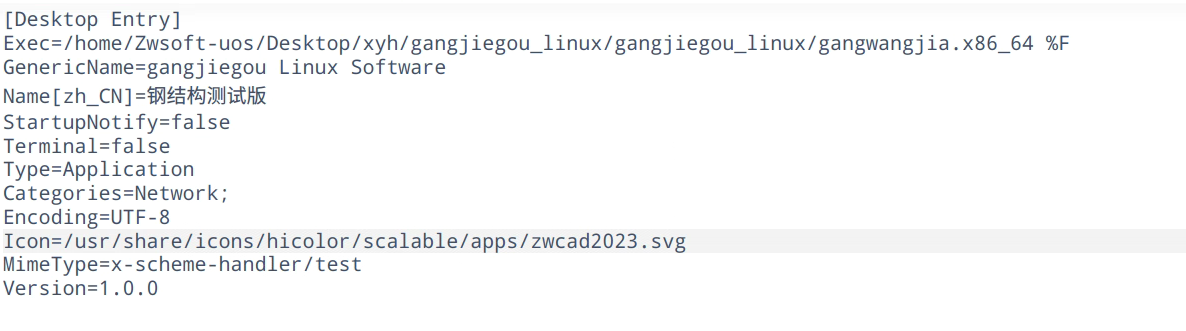 [Desktop Entry]
Exec=/home/Zwsoft-uos/Desktop/xyh/gangjiegou_linux/gangjiegou_linux/gangwangjia.x86_64 %F
GenericName=gangjiegou Linux Software
Name[zh_CN]=钢结构测试版
StartupNotify=false
Terminal=false
Type=Application
Categories=Network;
Encoding=UTF-8
Icon=/usr/share/icons/hicolor/scalable/apps/zwcad2023.svg
MimeType=x-scheme-handler/test
Version=1.0.0